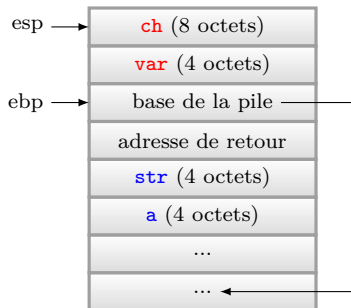 esp
ch (8 octets)
var (4 octets)
ebp
base de la pile
adresse de retour
str (4 octets)
a (4 octets)
...
...